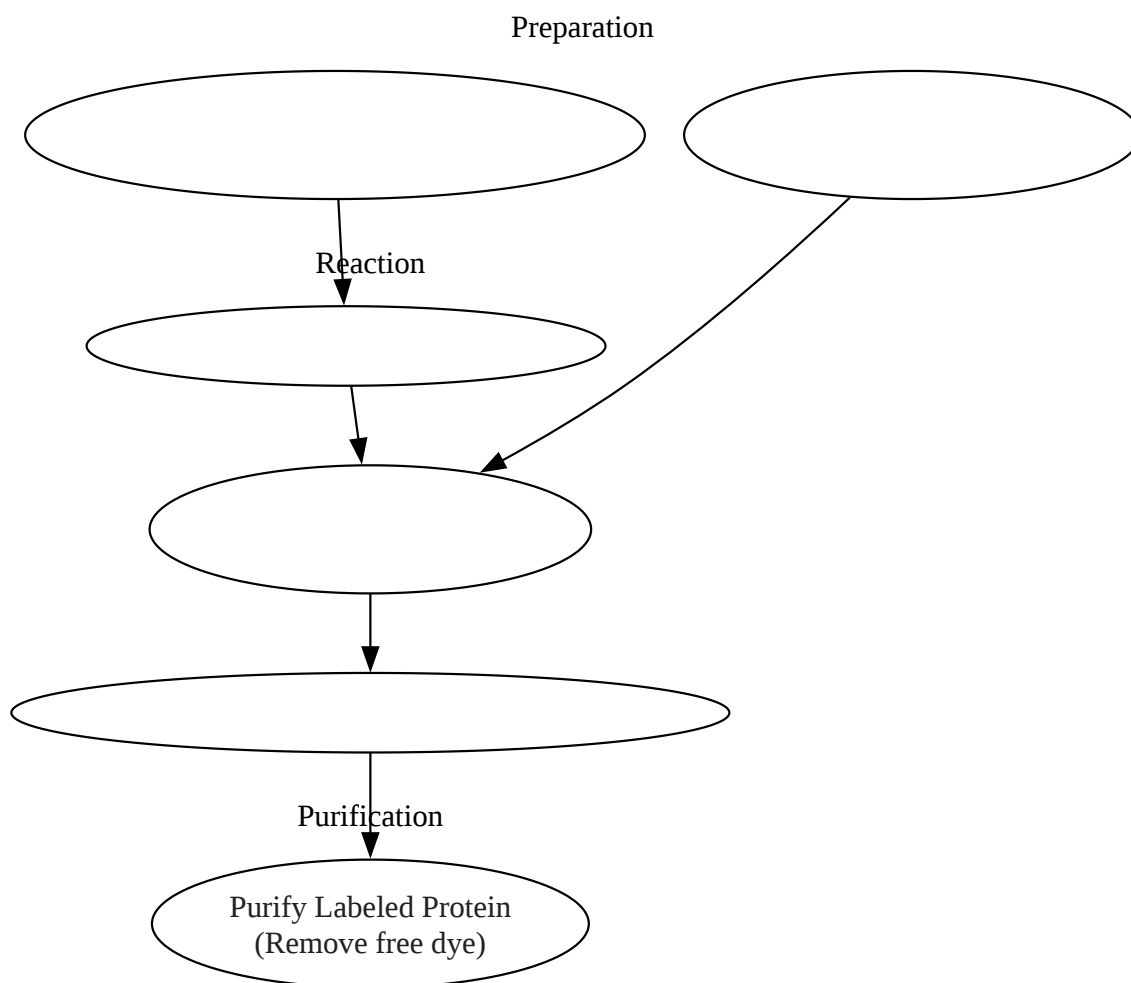 Preparation
Reaction
Purification
Purify Labeled Protein
(Remove free dye)